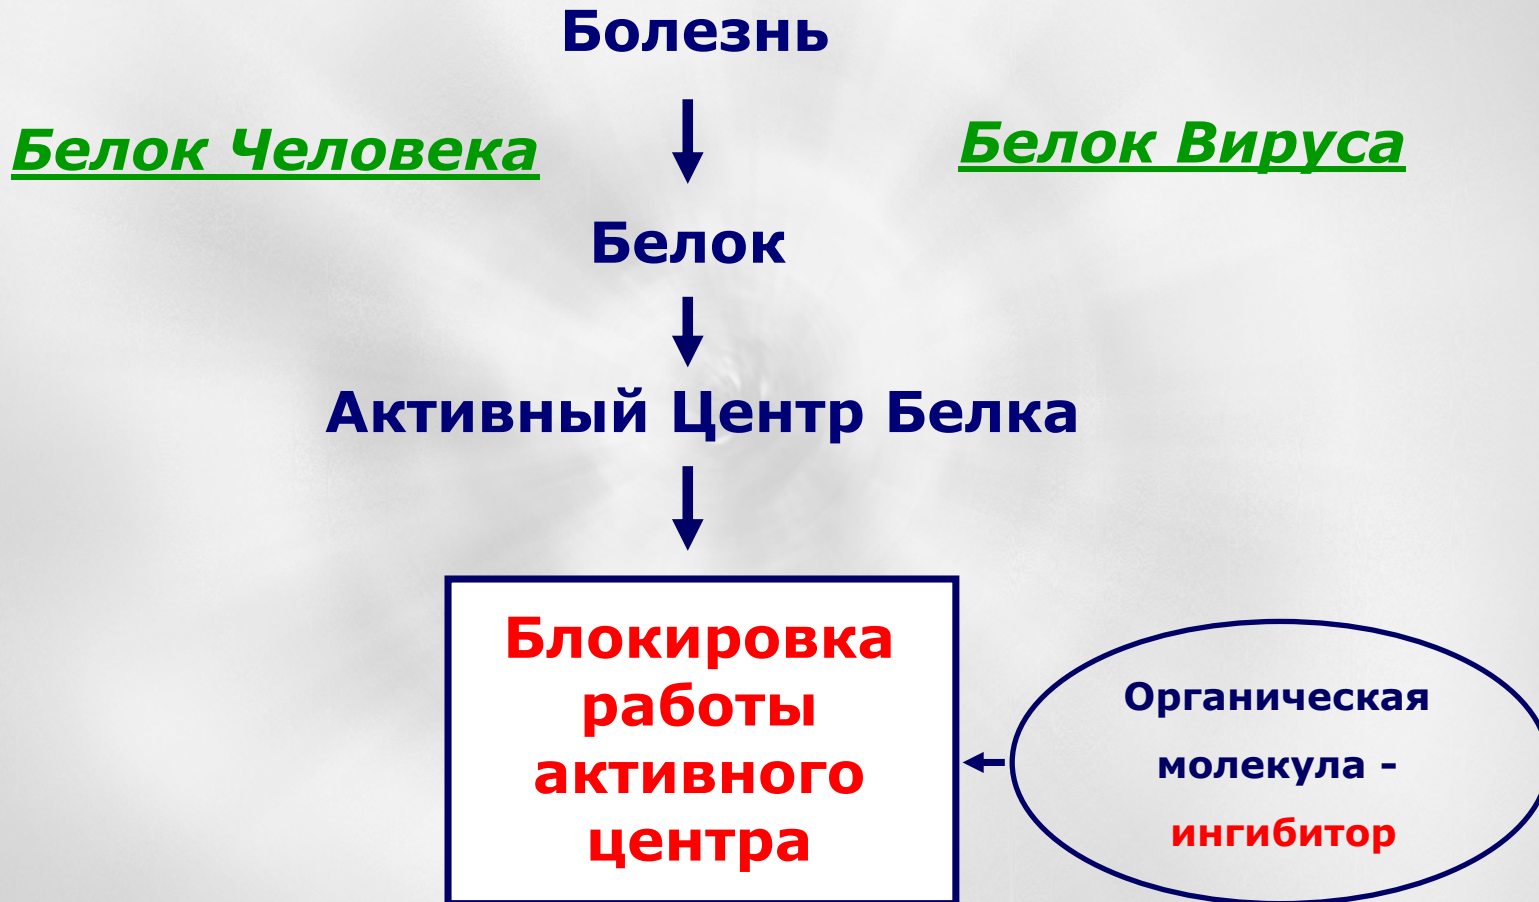 Болезнь
Белок Человека
Белок Вируса
Белок
Активный Центр Белка
Блокировка
работы
активного
центра
Органическая
молекула -
ингибитор